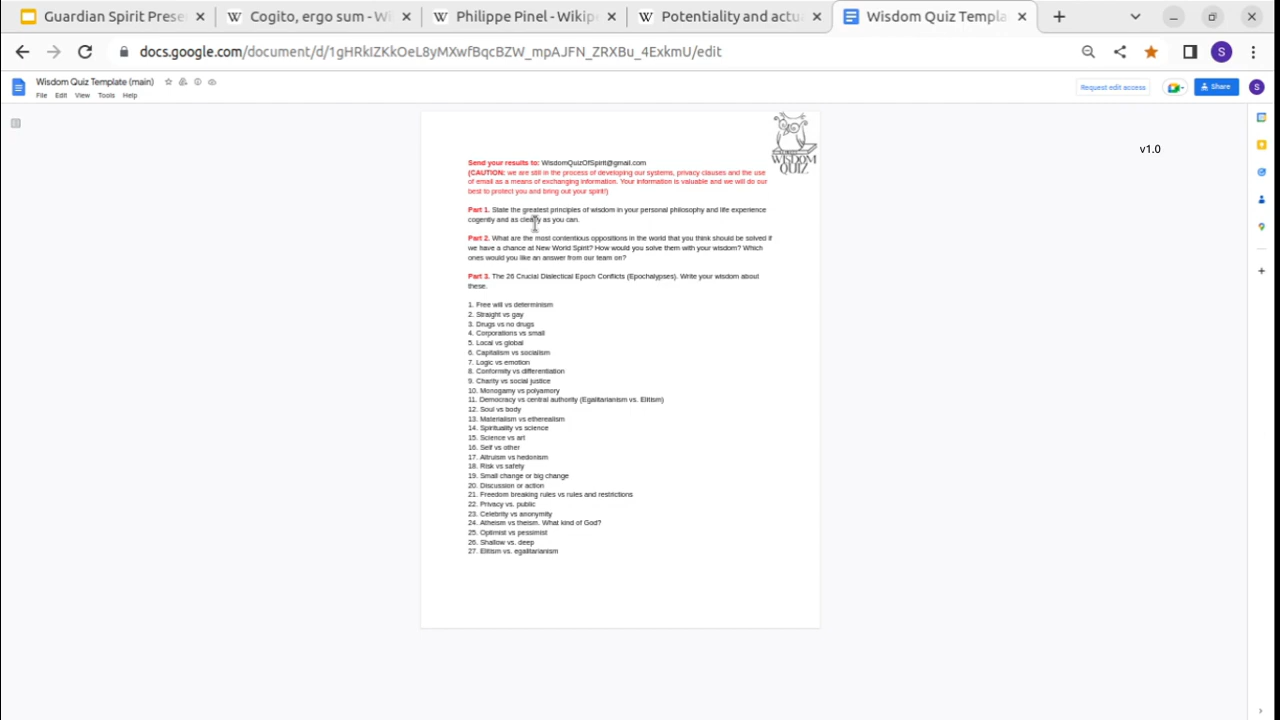 Guardian Spirit Prese
Cogito, ergo sum - Wi
Philippe Pinel - Wikip
Potentiality and actu
Wisdom Quiz Templa
docs.google.com/document/d/1gHRkIZKkOeL8yMXwfBqcBZW_mpAJFN_ZRXBu_4ExkmU/edit
S
Wisdom Quiz Template (main)
File Edit View Tools Help
Request edit access
Share
S
v1.0
WISDOM
QUIZ
Send your results to: WisdomQuizOfSpirit@gmail.com
(CAUTION: we are still in the process of developing our systems, privacy clauses and the use
of email as a means of exchanging information. Your information is valuable and we will do our
best to protect you and bring out your spirit!)
Part 1. State the greatest principles of wisdom in your personal philosophy and life experience
cogently and as clearly as you can.
Part 2. What are the most contentious oppositions in the world that you think should be solved if
we have a chance at New World Spirit? How would you solve them with your wisdom? Which
ones would you like an answer from our team on?
Part 3. The 26 Crucial Dialectical Epoch Conflicts (Epochalypses). Write your wisdom about
these.
1. Free will vs determinism
2. Straight vs gay
3. Drugs vs no drugs
4. Corporations vs small
5. Local vs global
6. Capitalism vs socialism
7. Logic vs emotion
8. Conformity vs differentiation
9. Charity vs social justice
10. Monogamy vs polyamory
11. Democracy vs central authority (Egalitarianism vs. Elitism)
12. Soul vs body
13. Materialism vs etherealism
14. Spirituality vs science
15. Science vs art
16. Self vs other
17. Altruism vs hedonism
18. Risk vs safety
19. Small change or big change
20. Discussion or action
21. Freedom breaking rules vs rules and restrictions
22. Privacy vs. public
23. Celebrity vs anonymity
24. Atheism vs theism. What kind of God?
25. Optimist vs pessimist
26. Shallow vs. deep
27. Elitism vs. egalitarianism